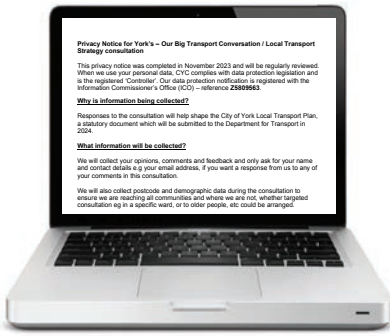 Privacy Notice for York's – Our Big Transport Conversation / Local Transport
Strategy consultation
This privacy notice was completed in November 2023 and will be regularly reviewed.
When we use your personal data, CYC complies with data protection legislation and
is the registered 'Controller'. Our data protection notification is registered with the
Information Commissioner's Office (ICO) – reference Z5809563.
Why is information being collected?
Responses to the consultation will help shape the City of York Local Transport Plan,
a statutory document which will be submitted to the Department for Transport in
2024.
What information will be collected?
We will collect your opinions, comments and feedback and only ask for your name
and contact details e.g your email address, if you want a response from us to any of
your comments in this consultation.
We will also collect postcode and demographic data during the consultation to
ensure we are reaching all communities and where we are not, whether targeted
consultation eg in a specific ward, or to older people, etc could be arranged.